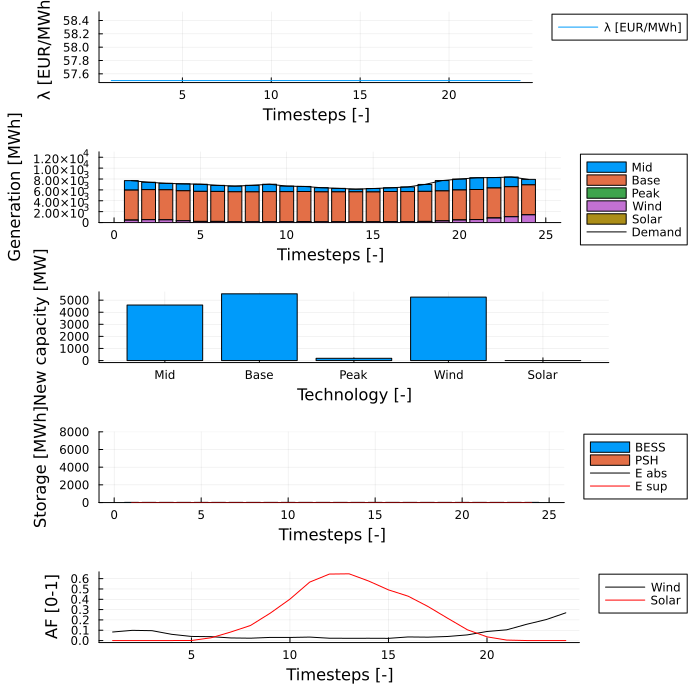 λ [EUR/MWh]
58.4
58.2
58.0
57.8
57.6
5
10
15
20
Timesteps [-]
λ [EUR/MWh]
Generation [MWh]
1.20×10⁴
1.00×10⁴
8.00×10³
6.00×10³
4.00×10³
2.00×10³
0
0
5
10
15
20
25
Timesteps [-]
Mid
Base
Peak
Wind
Solar
Demand
New capacity [MW]
5000
4000
3000
2000
1000
0
Mid
Base
Peak
Wind
Solar
Technology [-]
Storage [MWh]
8000
6000
4000
2000
0
0
5
10
15
20
25
Timesteps [-]
BESS
PSH
E abs
E sup
AF [0-1]
0.6
0.5
0.4
0.3
0.2
0.1
0.0
5
10
15
20
Timesteps [-]
Wind
Solar